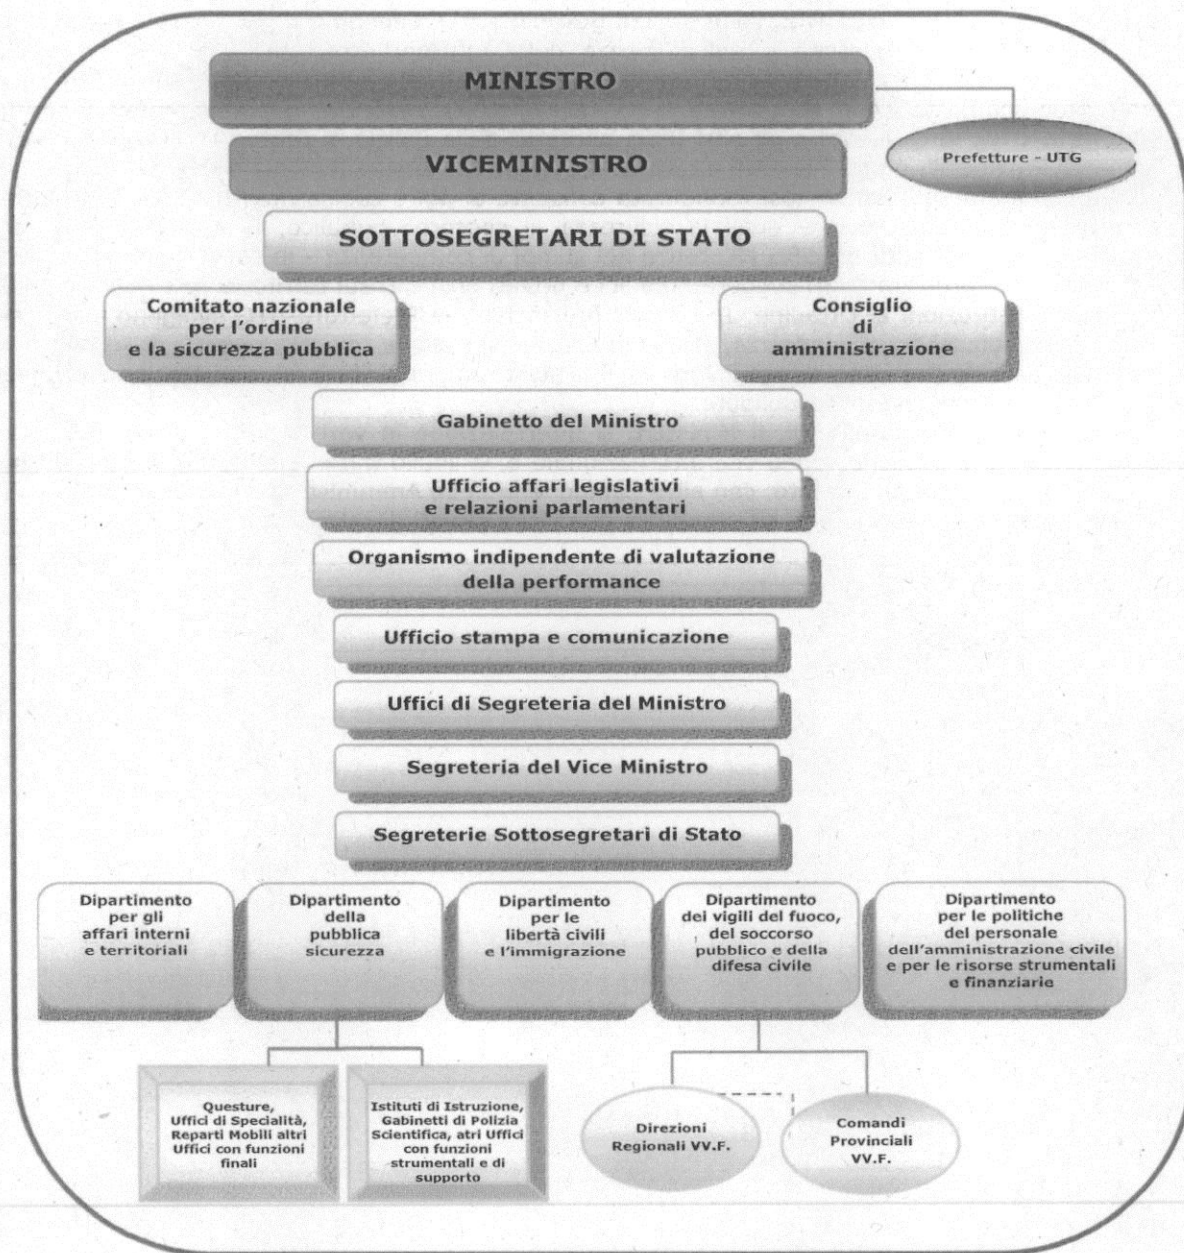 MINISTRO
Prefetture - UTG
VICEMINISTRO
SOTTOSEGRETARI DI STATO
Comitato nazionale
per l'ordine
e la sicurezza pubblica
Consiglio
di
amministrazione
Gabinetto del Ministro
Ufficio affari legislativi
e relazioni parlamentari
Organismo indipendente di valutazione
della performance
Ufficio stampa e comunicazione
Uffici di Segreteria del Ministro
Segreteria del Vice Ministro
Segreterie Sottosegretari di Stato
Dipartimento
per gli
affari interni
e territoriali
Dipartimento
della
pubblica
sicurezza
Dipartimento
per le
libertà civili
e l'immigrazione
Dipartimento
dei vigili del fuoco,
del soccorso
pubblico e della
difesa civile
Dipartimento
per le politiche
del personale
dell'amministrazione civile
e per le risorse strumentali
e finanziarie
Questure,
Uffici di Specialità,
Reparti Mobili altri
Uffici con funzioni
finali
Istituti di Istruzione,
Gabinetti di Polizia
Scientifica, atri Uffici
con funzioni
strumentali e di
supporto
Direzioni
Regionali VV.F.
Comandi
Provinciali
VV.F.